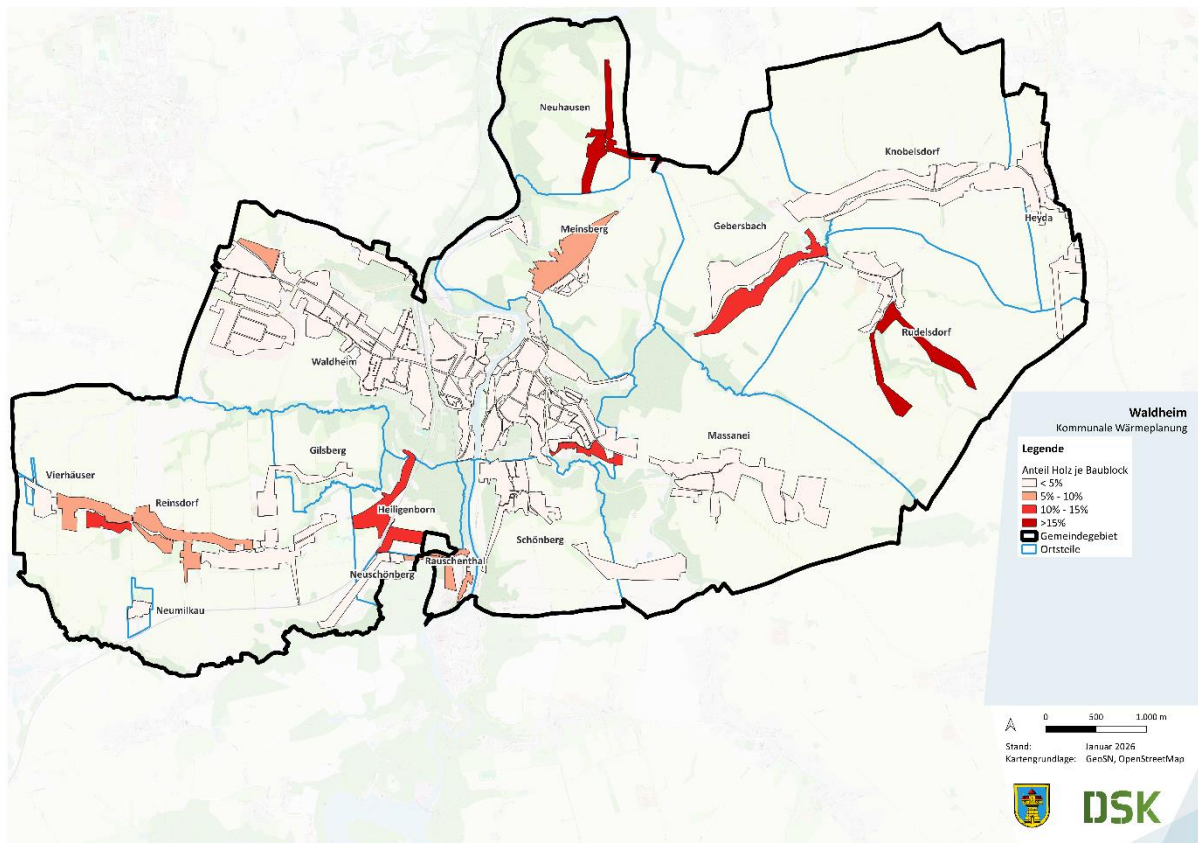 Neuhausen
Knobelsdorf
Heyda
Gebersbach
Meinsberg
Rudelsdorf
Waldheim
Massanei
Gilsberg
Vierhäuser
Reinsdorf
Heiligenborn
Schönberg
Rauschenthal
Neuschönberg
Neumilkau
Waldheim
Kommunale Wärmeplanung
Legende
Anteil Holz je Baublock
< 5%
5% - 10%
10% - 15%
>15%
Gemeindegebiet
Ortsteile
0 500 1.000 m
Stand: Januar 2026
Kartengrundlage: GeoSN, OpenStreetMap
DSK